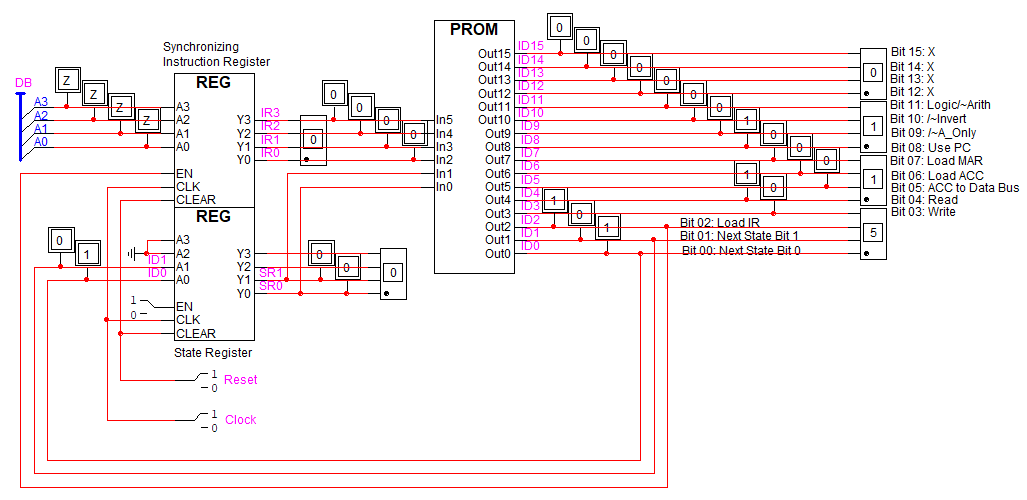 Synchronizing
Instruction Register
PROM
REG
REG
DB
A3
A2
A1
A0
Z
Z
Z
Z
A3
A2
A1
A0
EN
CLK
CLEAR
Y3
Y2
Y1
Y0
IR3
IR2
IR1
IR0
0
0
0
0
0
In5
In4
In3
In2
In1
In0
Out15
Out14
Out13
Out12
Out11
Out10
Out9
Out8
Out7
Out6
Out5
Out4
Out3
Out2
Out1
Out0
ID15
ID14
ID13
ID12
ID11
ID10
ID9
ID8
ID7
ID6
ID5
ID4
ID3
ID2
ID1
ID0
0
0
0
0
0
0
0
1
0
0
0
1
0
1
0
1
0
1
1
5
Bit 15: X
Bit 14: X
Bit 13: X
Bit 12: X
Bit 11: Logic/~Arith
Bit 10: /~Invert
Bit 09: /~A_Only
Bit 08: Use PC
Bit 07: Load MAR
Bit 06: Load ACC
Bit 05: ACC to Data Bus
Bit 04: Read
Bit 03: Write
Bit 02: Load IR
Bit 01: Next State Bit 1
Bit 00: Next State Bit 0
0
1
ID1
ID0
A3
A2
A1
A0
EN
CLK
CLEAR
Y3
Y2
Y1
Y0
SR1
SR0
0
0
0
1
0
State Register
1
0
Reset
1
0
Clock